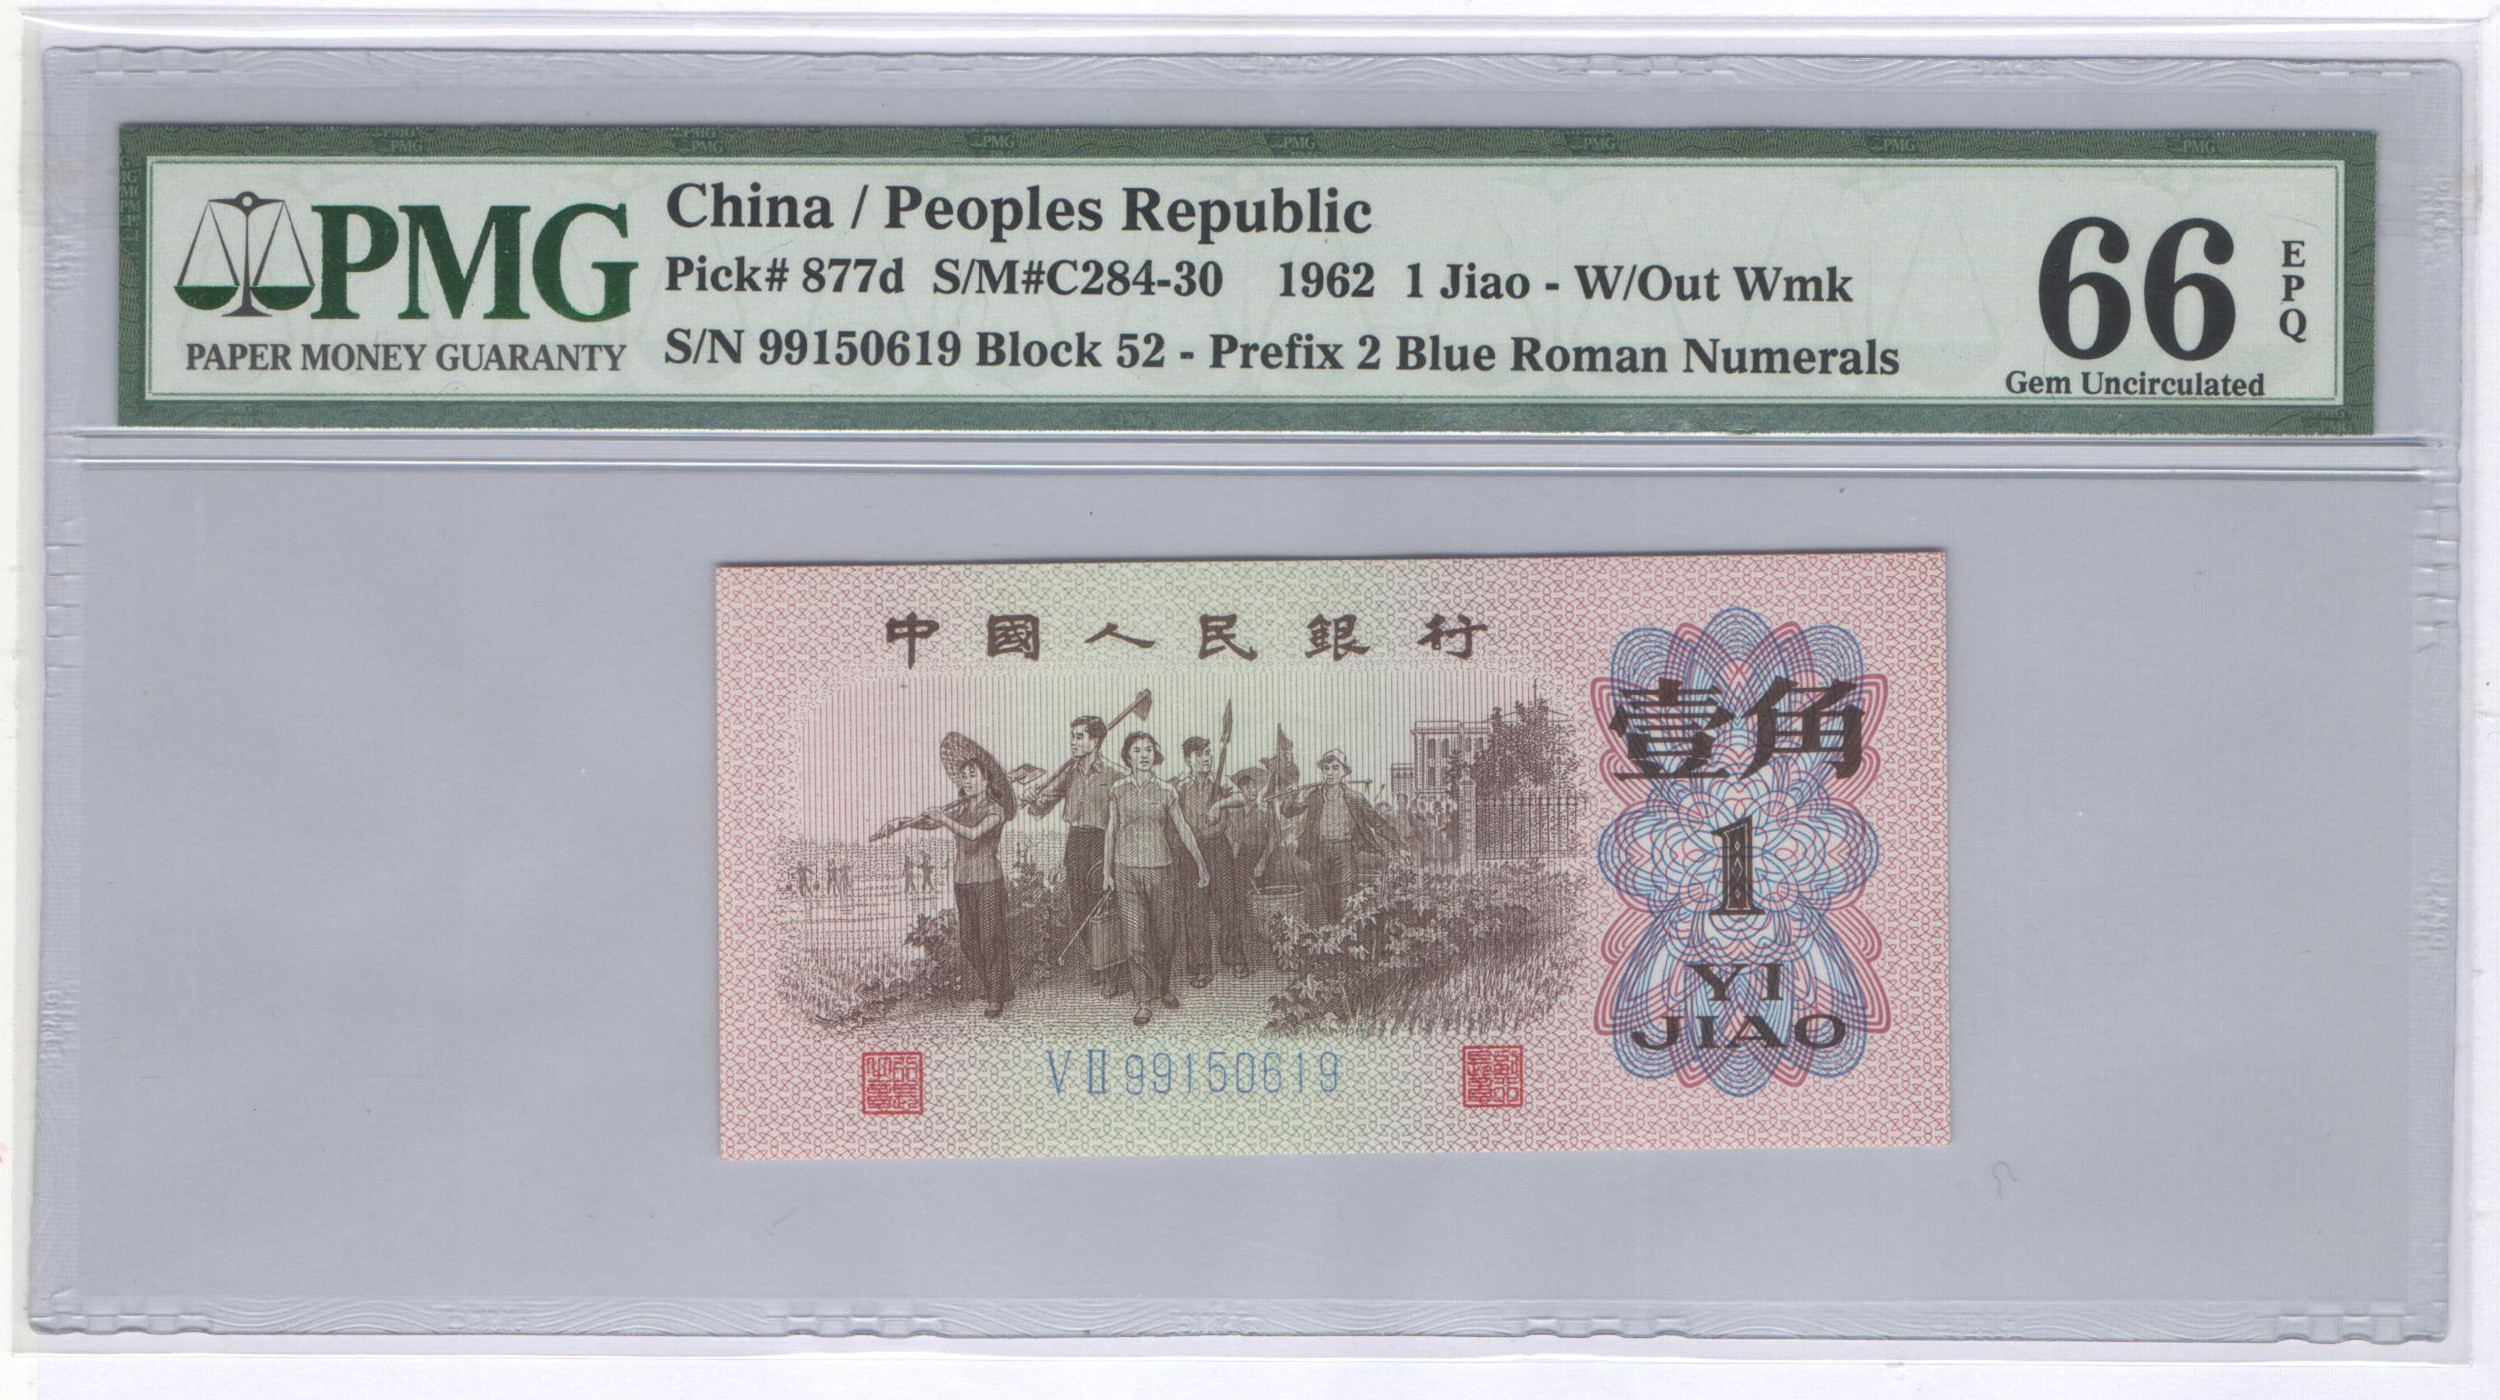 PMG
PAPER MONEY GUARANTY
China / Peoples Republic
Pick# 877d S/M#C284-30 1962 1 Jiao - W/Out Wmk
S/N 99150619 Block 52 - Prefix 2 Blue Roman Numerals
66
EPQ
Gem Uncirculated
中國人民銀行
壹角
1
YI
JIAO
V II 99150619